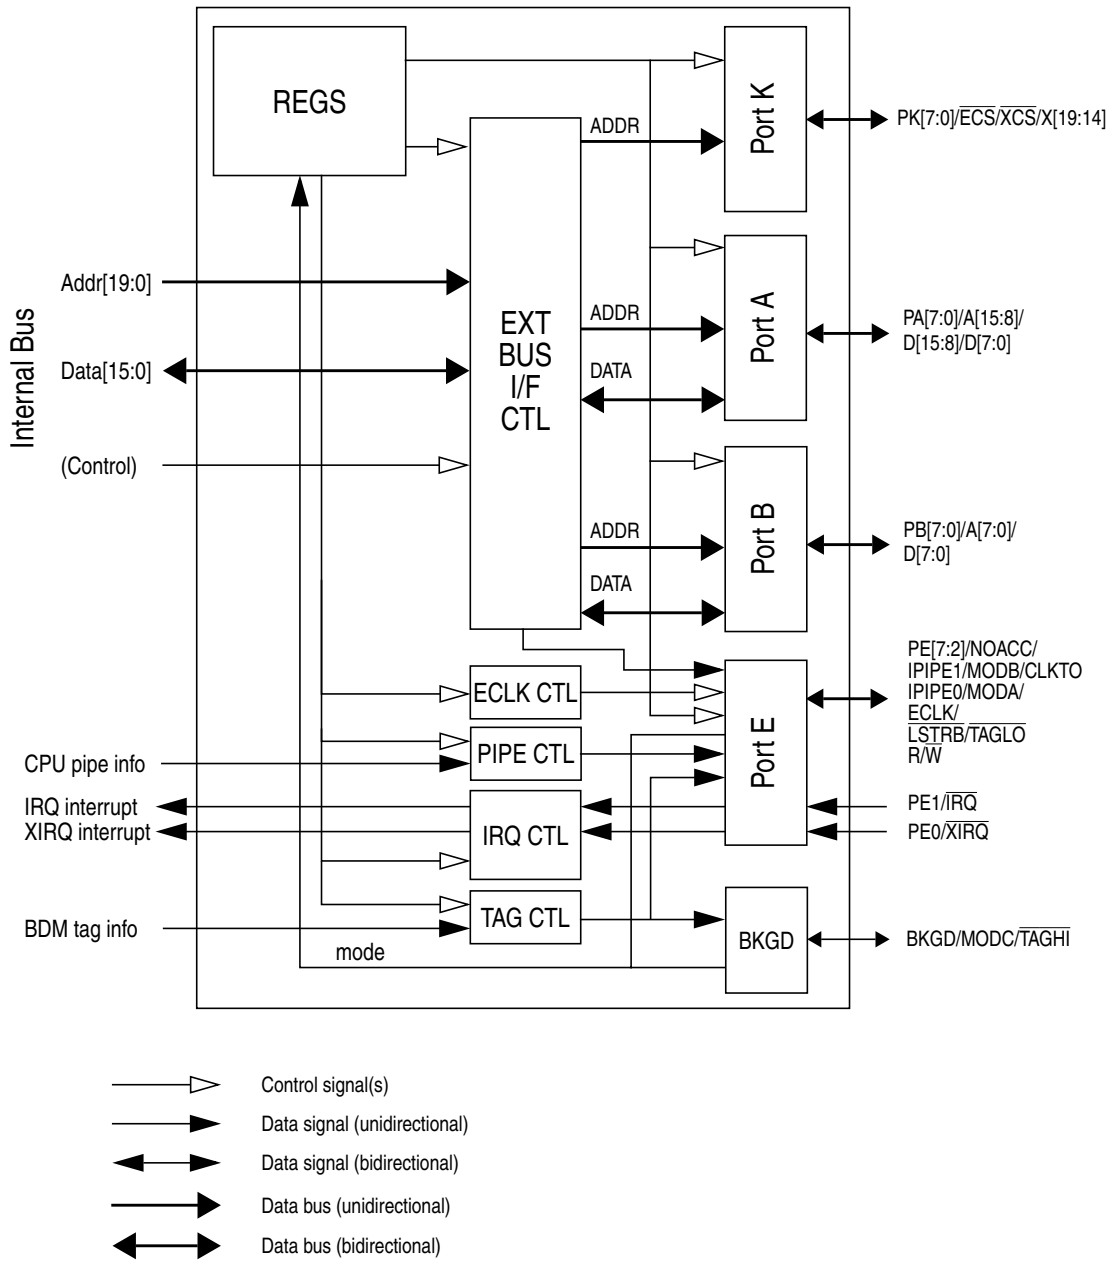 REGS
Port K
ADDR
PK[7:0]/ECS/XCS/X[19:14]
Internal Bus
Addr[19:0]
Data[15:0]
(Control)
EXT
BUS
I/F
CTL
ADDR
DATA
Port A
PA[7:0]/A[15:8]/
D[15:8]/D[7:0]
ADDR
DATA
Port B
PB[7:0]/A[7:0]/
D[7:0]
ECLK CTL
PIPE CTL
IRQ CTL
TAG CTL
Port E
PE[7:2]/NOACC/
IPIPE1/MODB/CLKTO
IPIPE0/MODA/
ECLK/
LSTRB/TAGLO
R/W
CPU pipe info
IRQ interrupt
XIRQ interrupt
PE1/IRQ
PE0/XIRQ
BDM tag info
mode
BKGD
BKGD/MODC/TAGHI
Control signal(s)
Data signal (unidirectional)
Data signal (bidirectional)
Data bus (unidirectional)
Data bus (bidirectional)